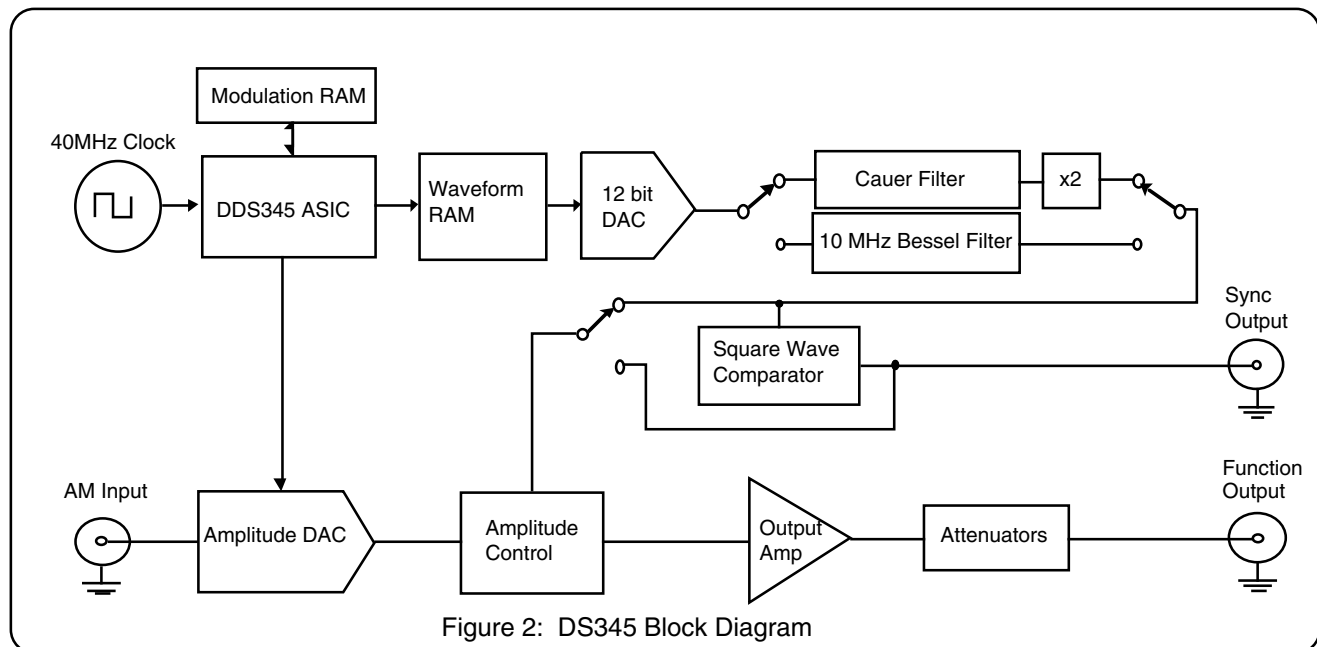 Modulation RAM
40MHz Clock
DDS345 ASIC
Waveform
RAM
12 bit
DAC
Cauer Filter
x2
10 MHz Bessel Filter
Sync
Output
Square Wave
Comparator
Function
Output
AM Input
Amplitude DAC
Amplitude
Control
Output
Amp
Attenuators
Figure 2: DS345 Block Diagram